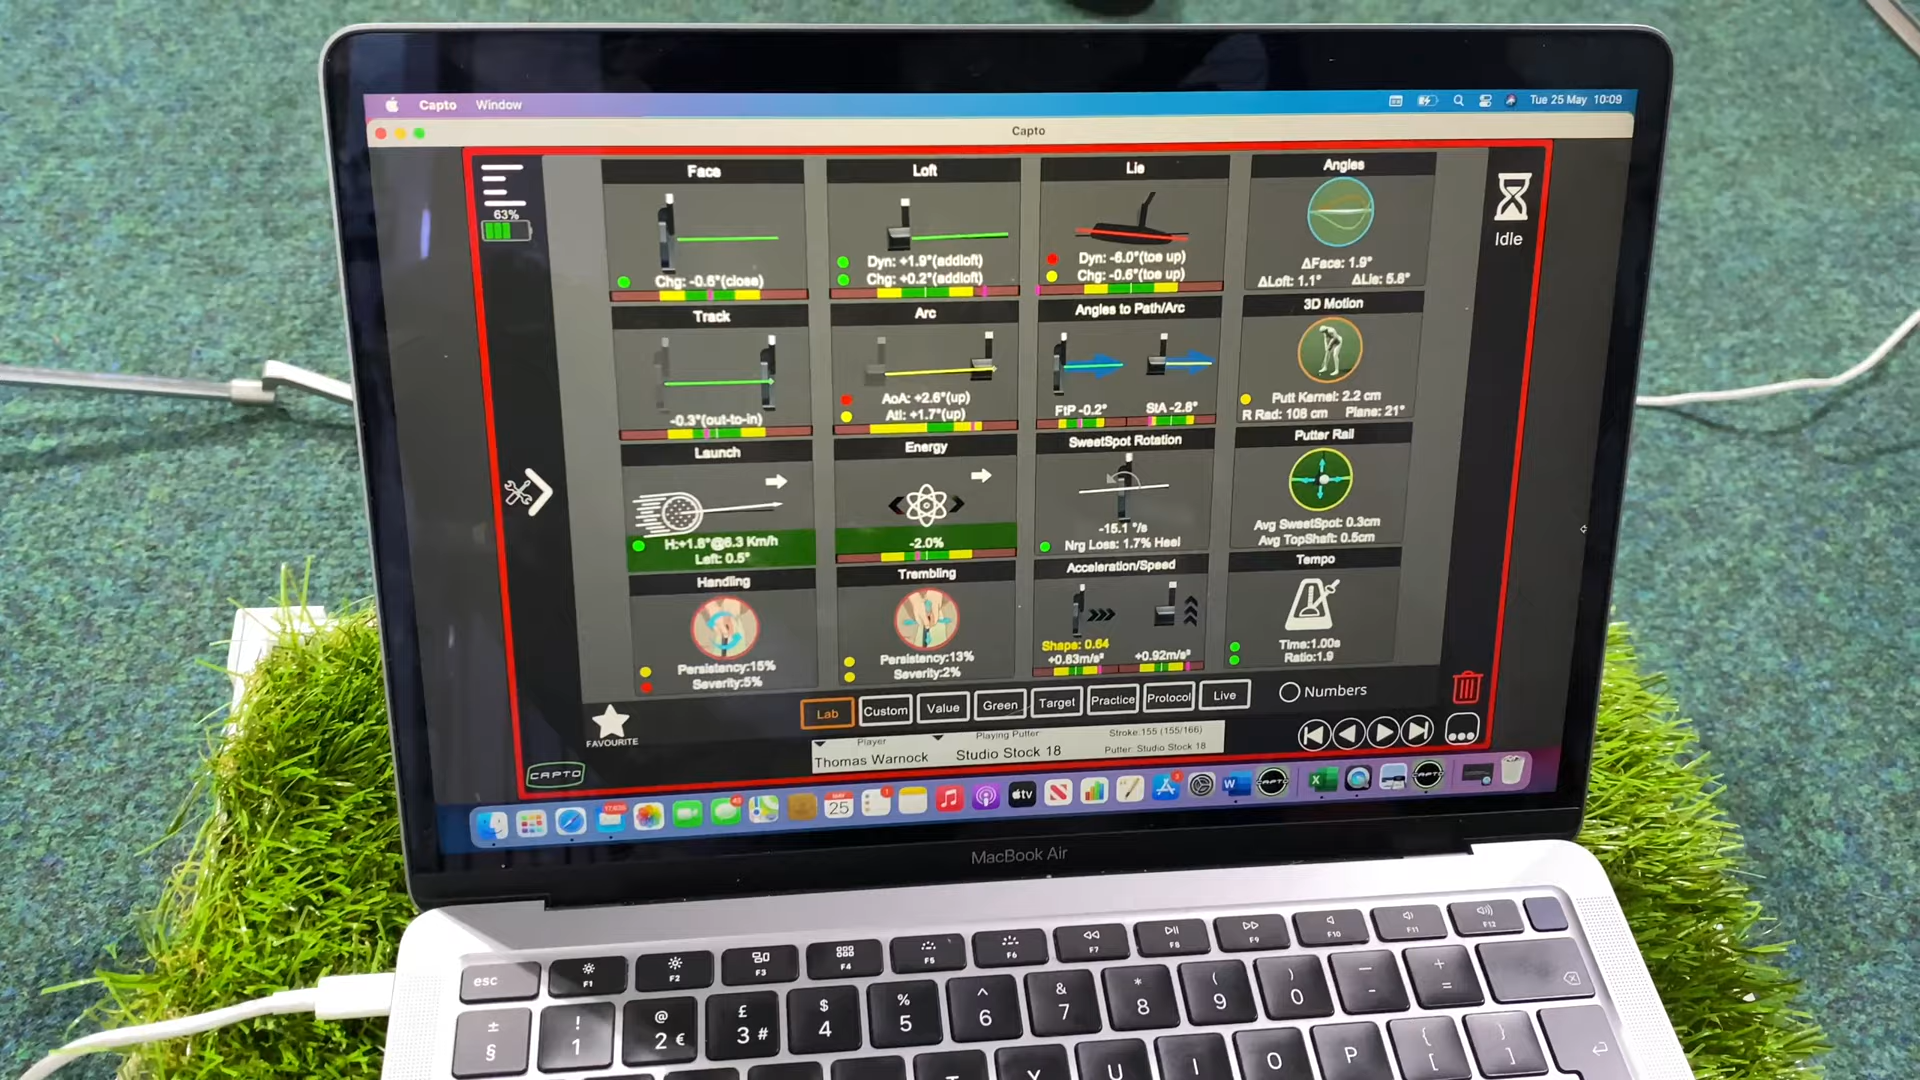 Capto Window Tue 25 May 10:09
Capto
63%
Face
Chg: -0.6°(close)
Loft
Dyn: +1.9°(addloft)
Chg: +0.2°(addloft)
Lie
Dyn: -6.0°(toe up)
Chg: -0.6°(toe up)
Angles
ΔFace: 1.9°
ΔLoft: 1.1° ΔLie: 5.8°
Idle
Track
-0.3°(out-to-in)
Arc
AoA: +2.6°(up)
AtI: +1.7°(up)
Angles to Path/Arc
FtP -0.2° StA -2.8°
3D Motion
Putt Kernel: 2.2 cm
R Rad: 108 cm Plane: 21°
Launch
H:+1.8°@6.3 Km/h
Left: 0.5°
Energy
-2.0%
SweetSpot Rotation
-15.1 °/s
Nrg Loss: 1.7% Heel
Putter Rail
Avg SweetSpot: 0.3cm
Avg TopShaft: 0.5cm
Handling
Persistency:15%
Severity:5%
Trembling
Persistency:13%
Severity:2%
Acceleration/Speed
Shape: 0.64
+0.83m/s² +0.92m/s²
Tempo
Time:1.00s
Ratio:1.9
FAVOURITE
Lab Custom Value Green Target Practice Protocol Live Numbers
Player Playing Putter Stroke:155 (155/166)
Thomas Warnock Studio Stock 18 Putter: Studio Stock 18
CAPTO
MAY
25
tv
W
CAPTO
X
CAPTO
MacBook Air
esc F1 F2 F3 F4 F5 F6 F7 F8 F9 F10 F11 F12
± ! @ £ $ % ^ & * ( ) — +
§ 1 2 € 3 # 4 5 6 7 8 9 0 - =
T Y U I O P { [ } ]